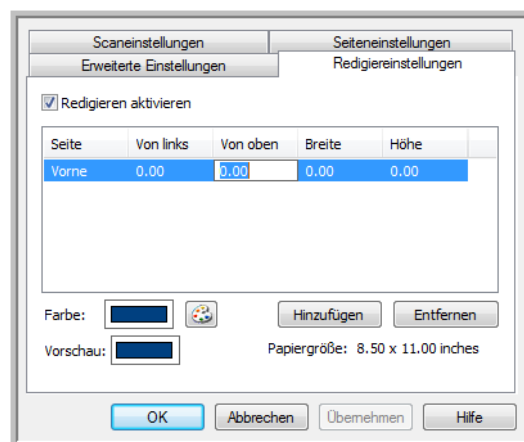 Scaneinstellungen Seiteneinstellungen
Erweiterte Einstellungen Redigiereinstellungen
Redigieren aktivieren
Seite Von links Von oben Breite Höhe
Vorne 0.00 0.00 0.00 0.00
Farbe: Hinzufügen Entfernen
Vorschau: Papiergröße: 8.50 x 11.00 inches
OK Abbrechen Übernehmen Hilfe